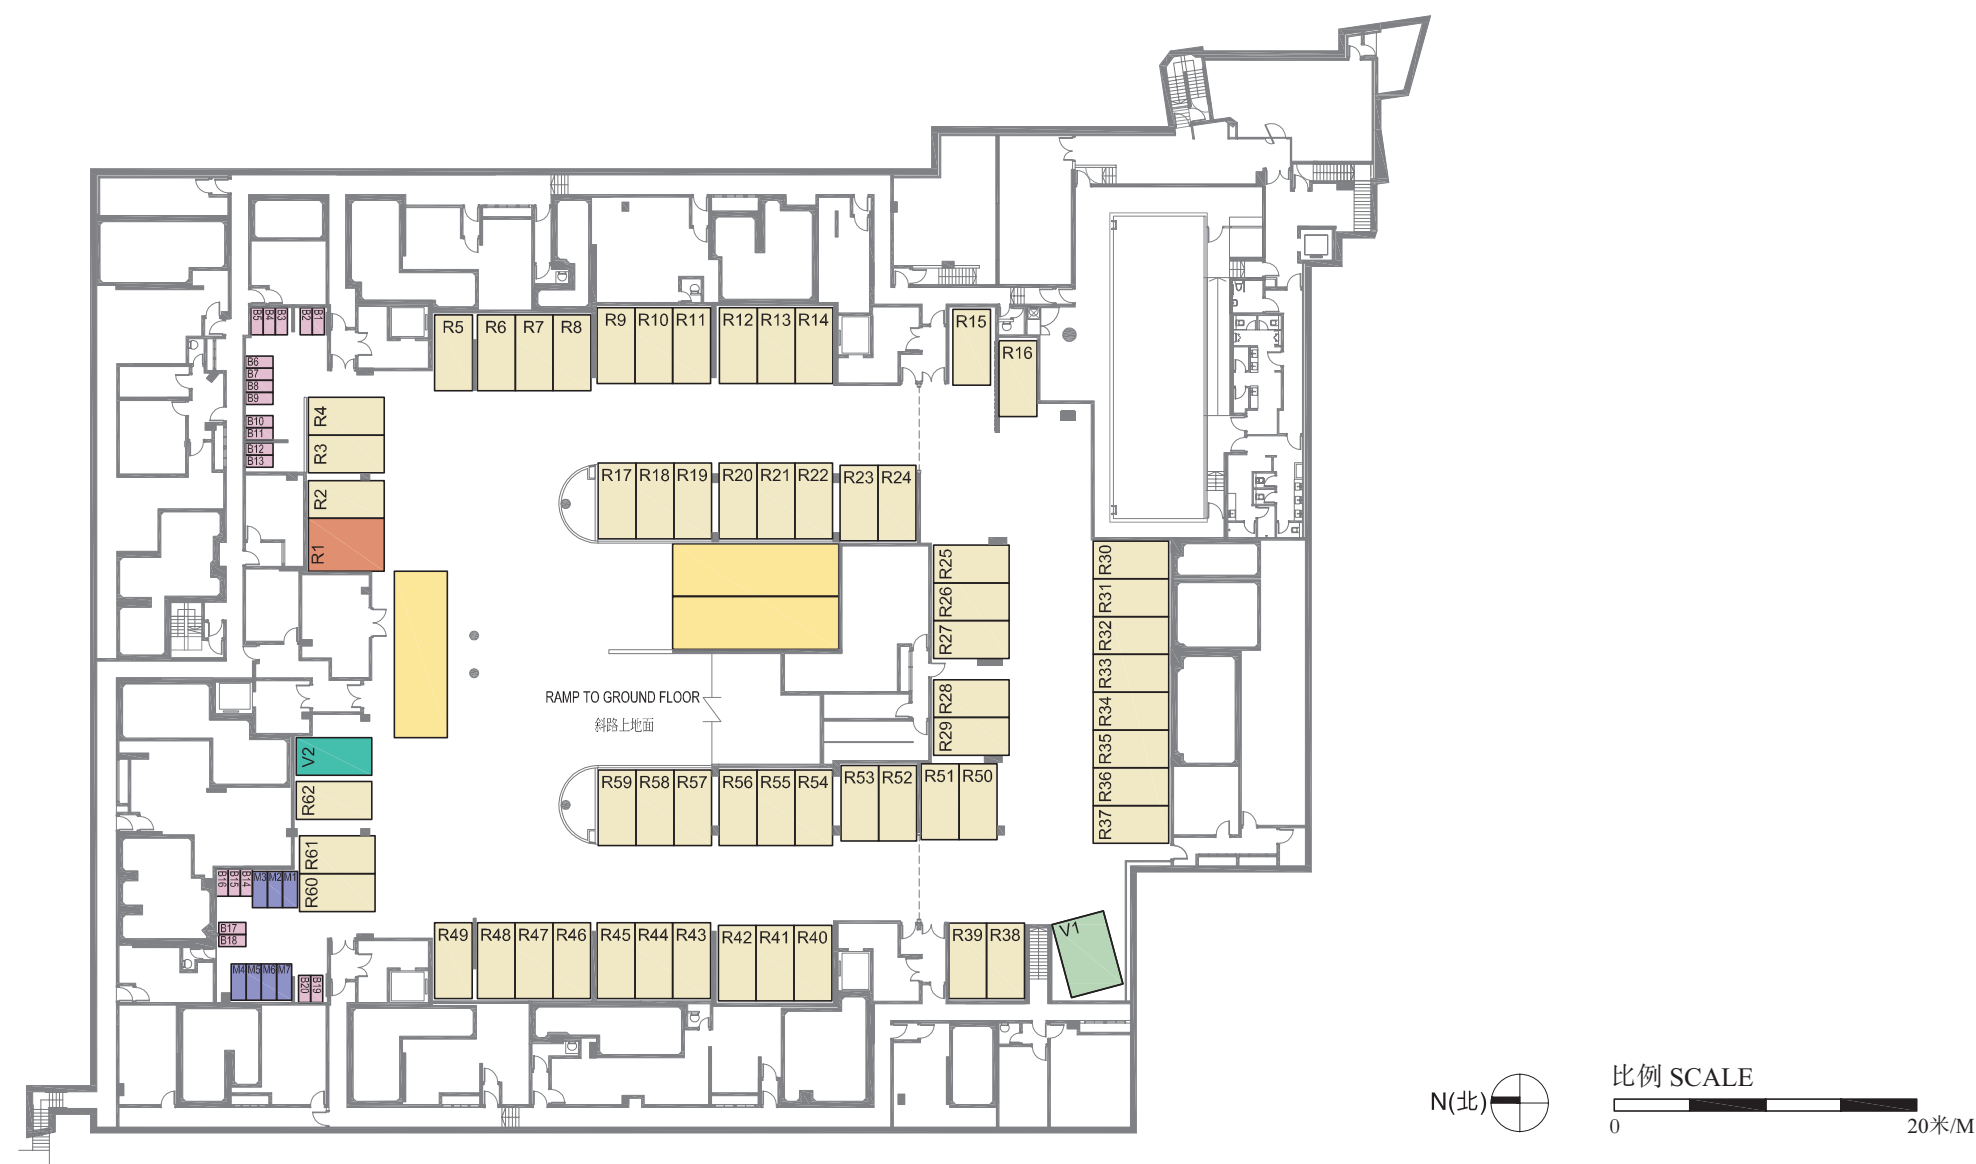 B5 B4 B3 B2 B1
R5 R6 R7 R8 R9 R10 R11 R12 R13 R14 R15
R16
B6
B7
B8
B9
B10
B11
B12
B13
R4
R3
R2
R1
R17 R18 R19 R20 R21 R22 R23 R24
R25
R26
R27
R28
R29
R30
R31
R32
R33
R34
R35
R36
R37
RAMP TO GROUND FLOOR
斜路上地面
V2
R62
R61
R60
R59 R58 R57 R56 R55 R54 R53 R52 R51 R50
B16 B15 B14 M3 M2 M1
B17
B18
M4 M5 M6 M7 B20 B19
R49 R48 R47 R46 R45 R44 R43 R42 R41 R40 R39 R38
V1
N(北)
比例 SCALE
0 20米/M